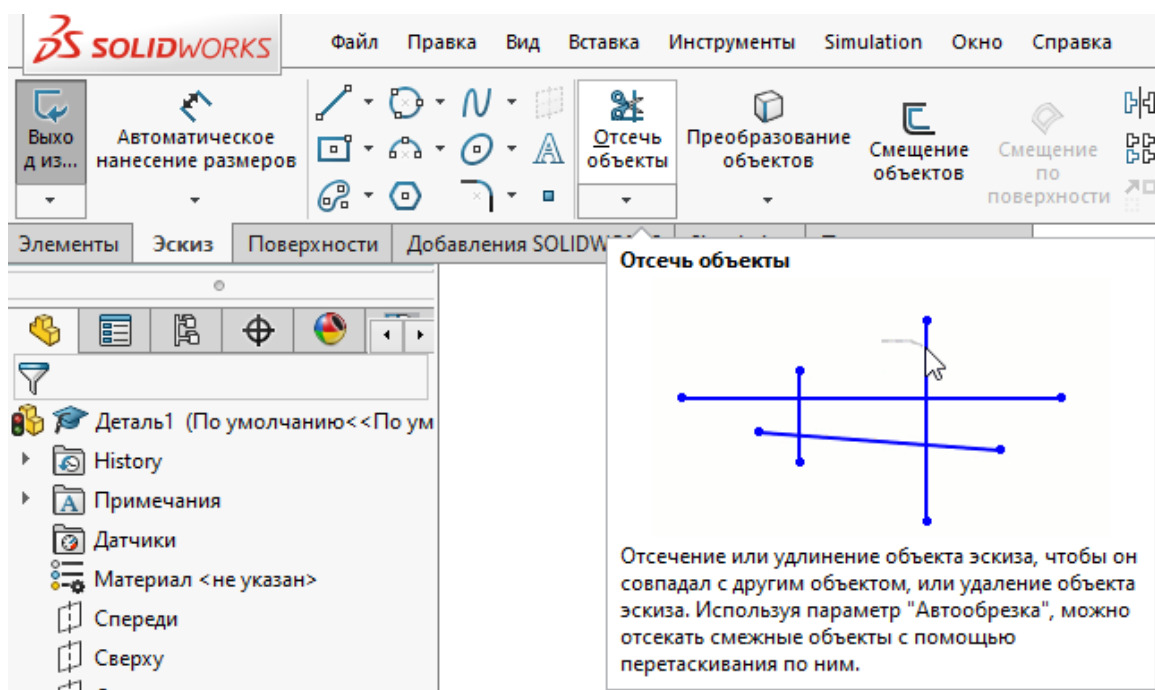 SOLIDWORKS Файл Правка Вид Вставка Инструменты Simulation Окно Справка
Выхо
д из...
Автоматическое
нанесение размеров
Отсечь
объекты
Преобразование
объектов
Смещение
объектов
Смещение
по
поверхности
Элементы Эскиз Поверхности Добавления
Отсечь объекты
Деталь1 (По умолчанию<<По ум
History
Примечания
Датчики
Материал <не указан>
Спереди
Сверху
Отсечение или удлинение объекта эскиза, чтобы он
совпадал с другим объектом, или удаление объекта
эскиза. Используя параметр "Автообрезка", можно
отсекать смежные объекты с помощью
перетаскивания по ним.